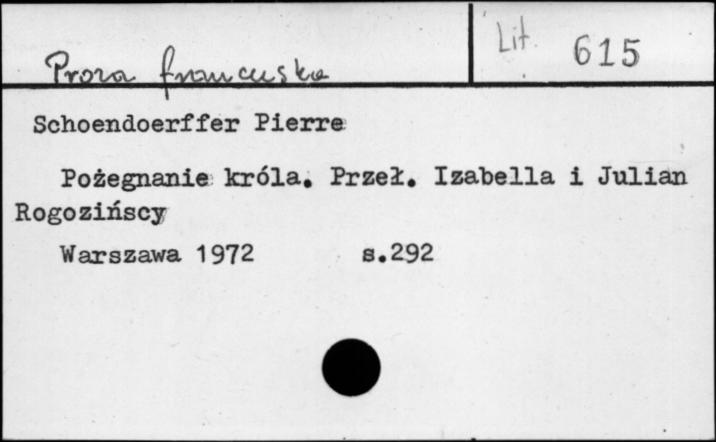 Proza francuska
Lit. 615
Schoendoerffer Pierre
Pożegnanie króla. Przeł. Izabella i Julian
Rogozińscy
Warszawa 1972 s.292